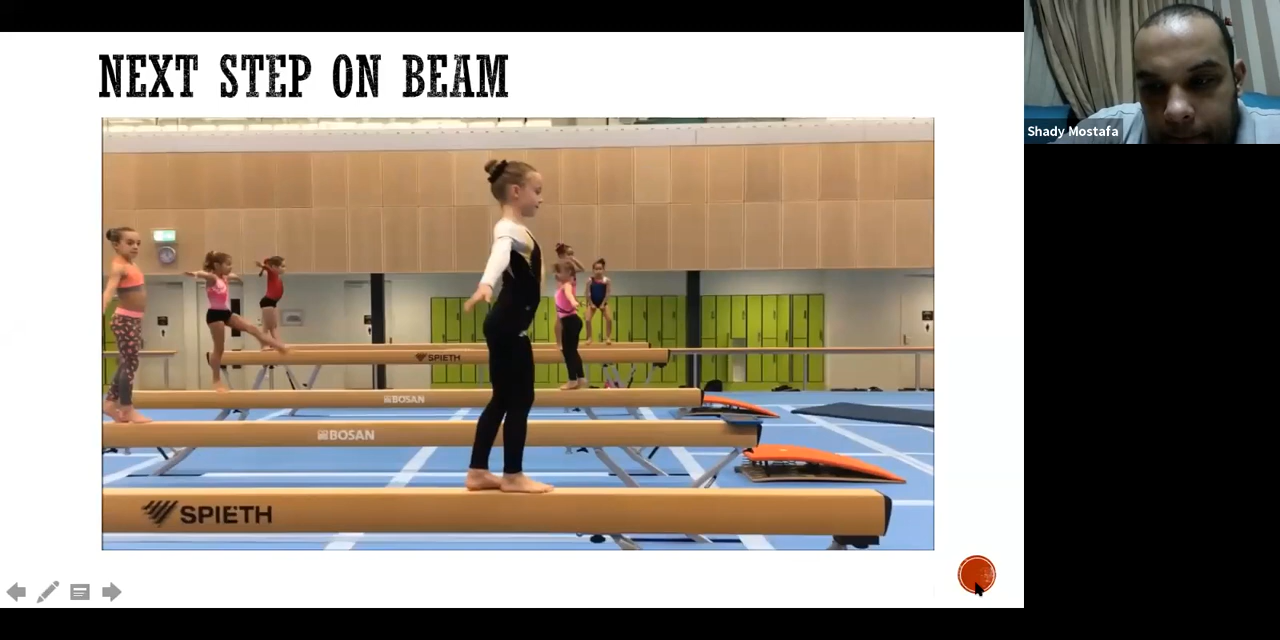 NEXT STEP ON BEAM
Shady Mostafa
SPIETH
BOSAN
BOSAN
SPIETH